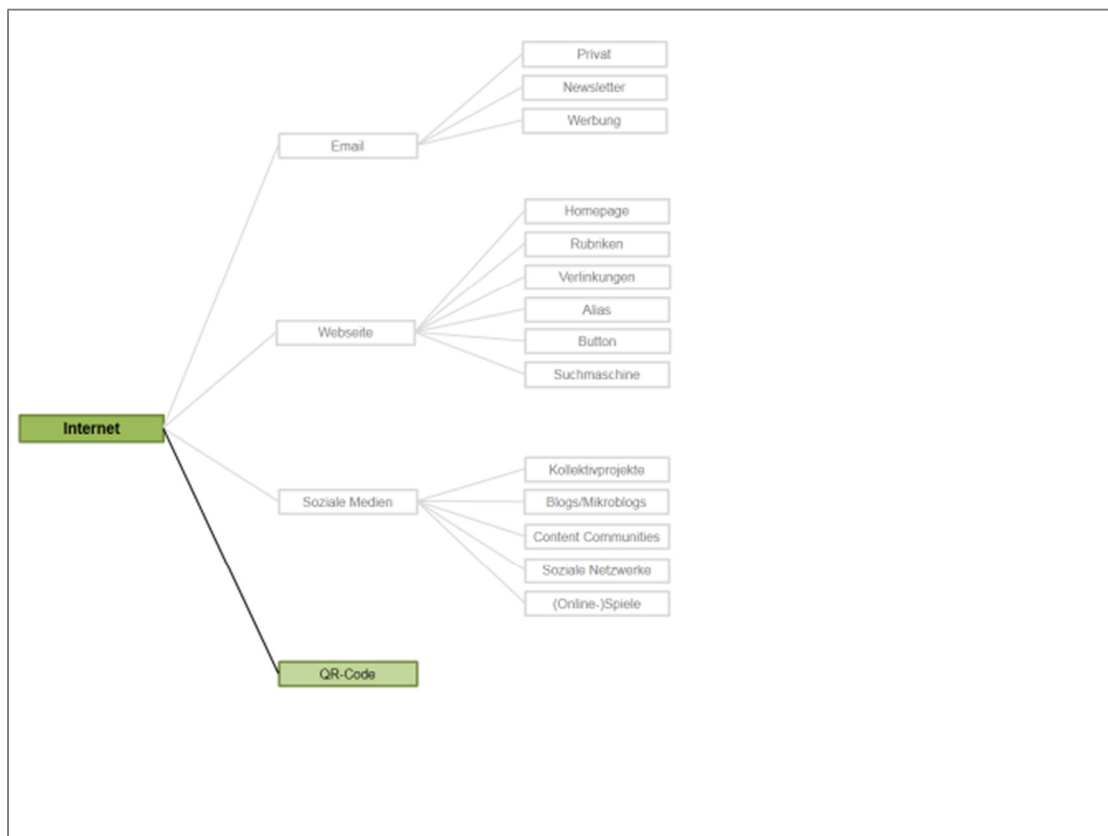 Privat
Newsletter
Werbung
Email
Homepage
Rubriken
Verlinkungen
Alias
Webseite
Button
Suchmaschine
Internet
Kollektivprojekte
Soziale Medien
Blogs/Mikroblogs
Content Communities
Soziale Netzwerke
(Online-)Spiele
QR-Code